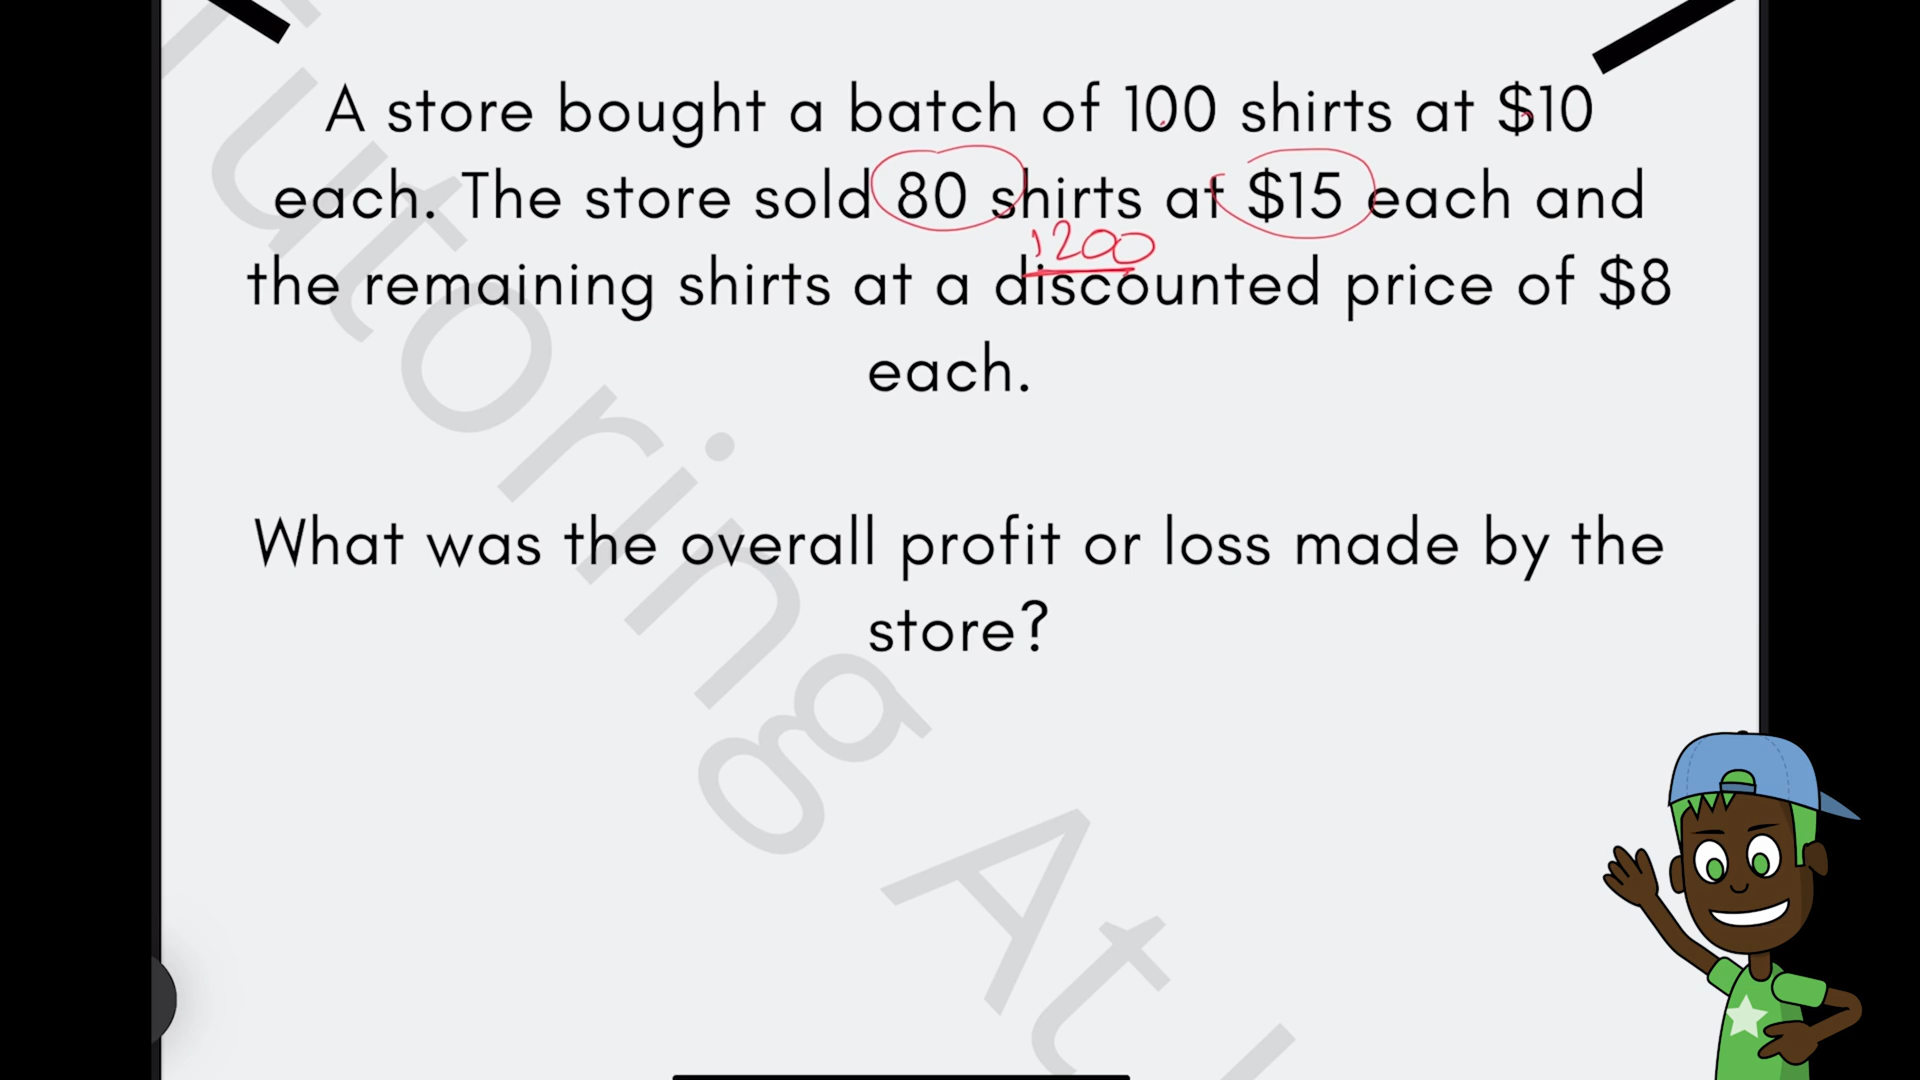 A store bought a batch of 100 shirts at $10
each. The store sold 80 shirts at $15 each and
1200
the remaining shirts at a discounted price of $8
each.
What was the overall profit or loss made by the
store?
Tutoring At